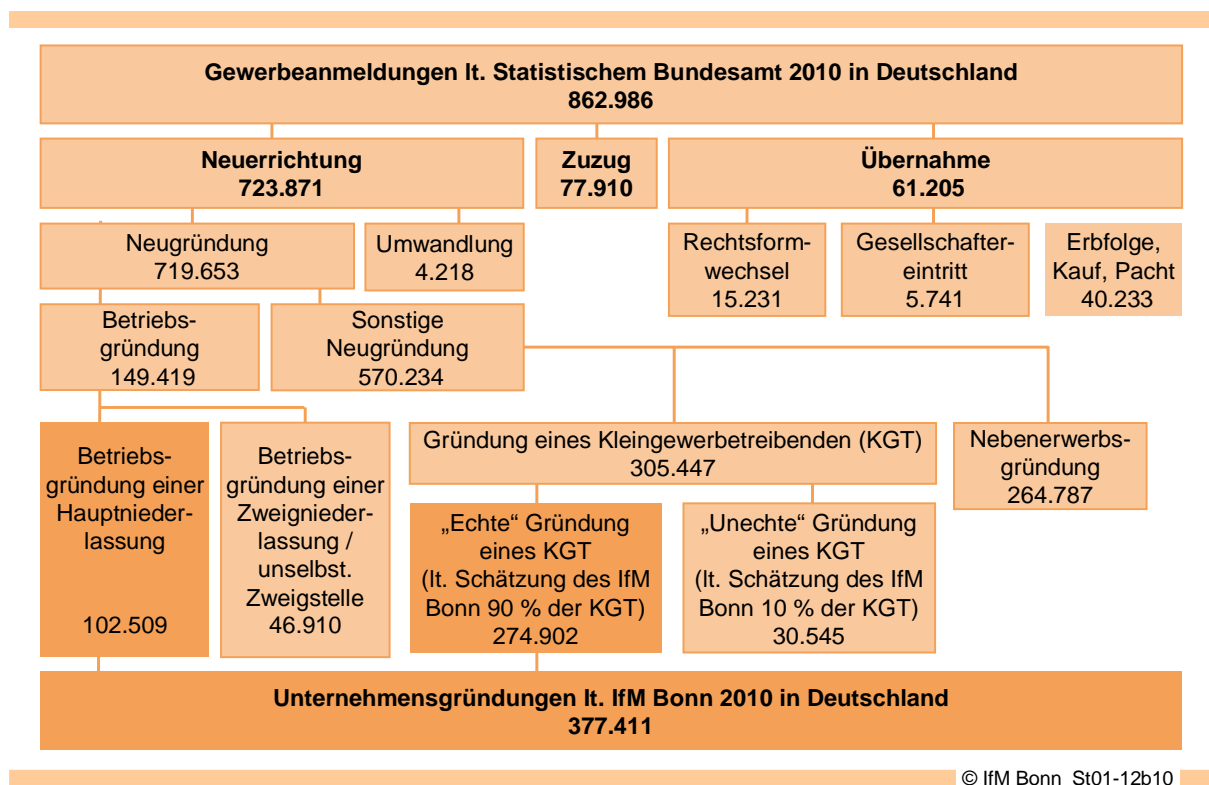 Gewerbeanmeldungen lt. Statistischem Bundesamt 2010 in Deutschland
862.986
Neuerrichtung
723.871
Zuzug
77.910
Übernahme
61.205
Neugründung
719.653
Umwandlung
4.218
Rechtsform-
wechsel
15.231
Gesellschafter-
eintritt
5.741
Erbfolge,
Kauf, Pacht
40.233
Betriebs-
gründung
149.419
Sonstige
Neugründung
570.234
Betriebs-
gründung einer
Hauptnieder-
lassung
102.509
Betriebs-
gründung einer
Zweignieder-
lassung /
unselbst.
Zweigstelle
46.910
Gründung eines Kleingewerbetreibenden (KGT)
305.447
Nebenerwerbs-
gründung
264.787
„Echte“ Gründung
eines KGT
(lt. Schätzung des IfM
Bonn 90 % der KGT)
274.902
„Unechte“ Gründung
eines KGT
(lt. Schätzung des IfM
Bonn 10 % der KGT)
30.545
Unternehmensgründungen lt. IfM Bonn 2010 in Deutschland
377.411
© IfM Bonn St01-12b10